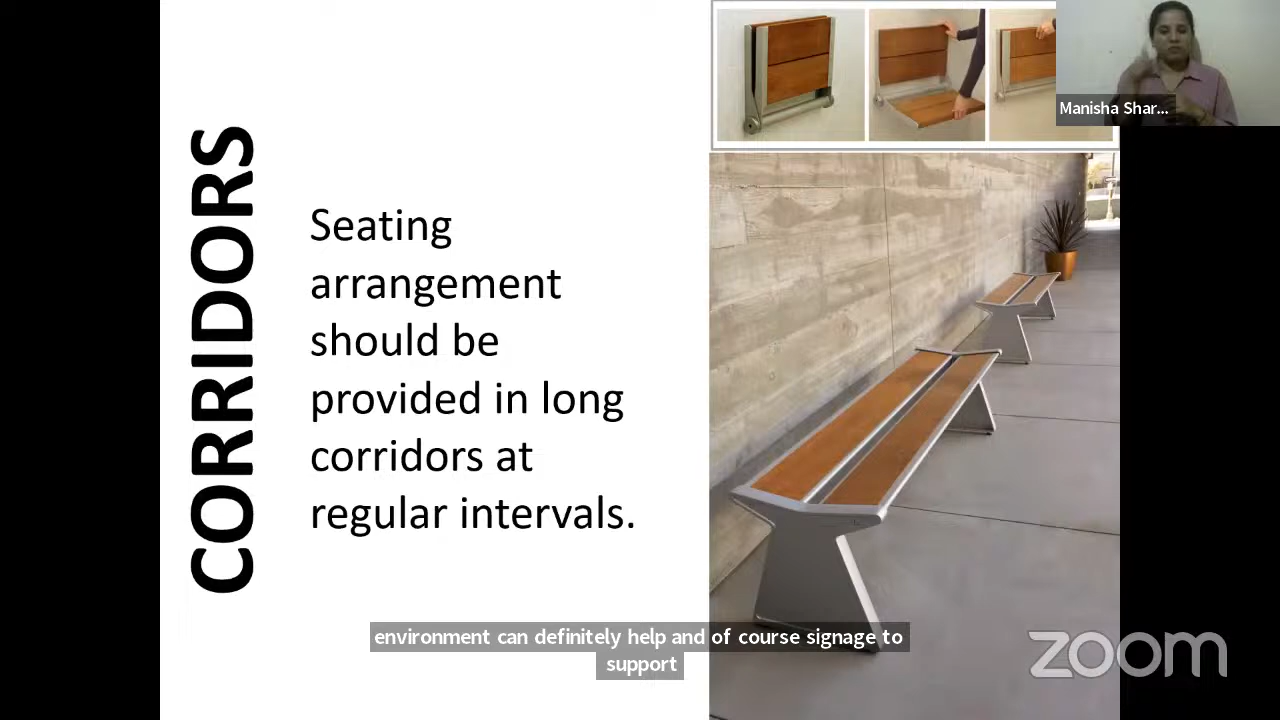 CORRIDORS
Seating
arrangement
should be
provided in long
corridors at
regular intervals.
Manisha Shar...
environment can definitely help and of course signage to
support
zoom